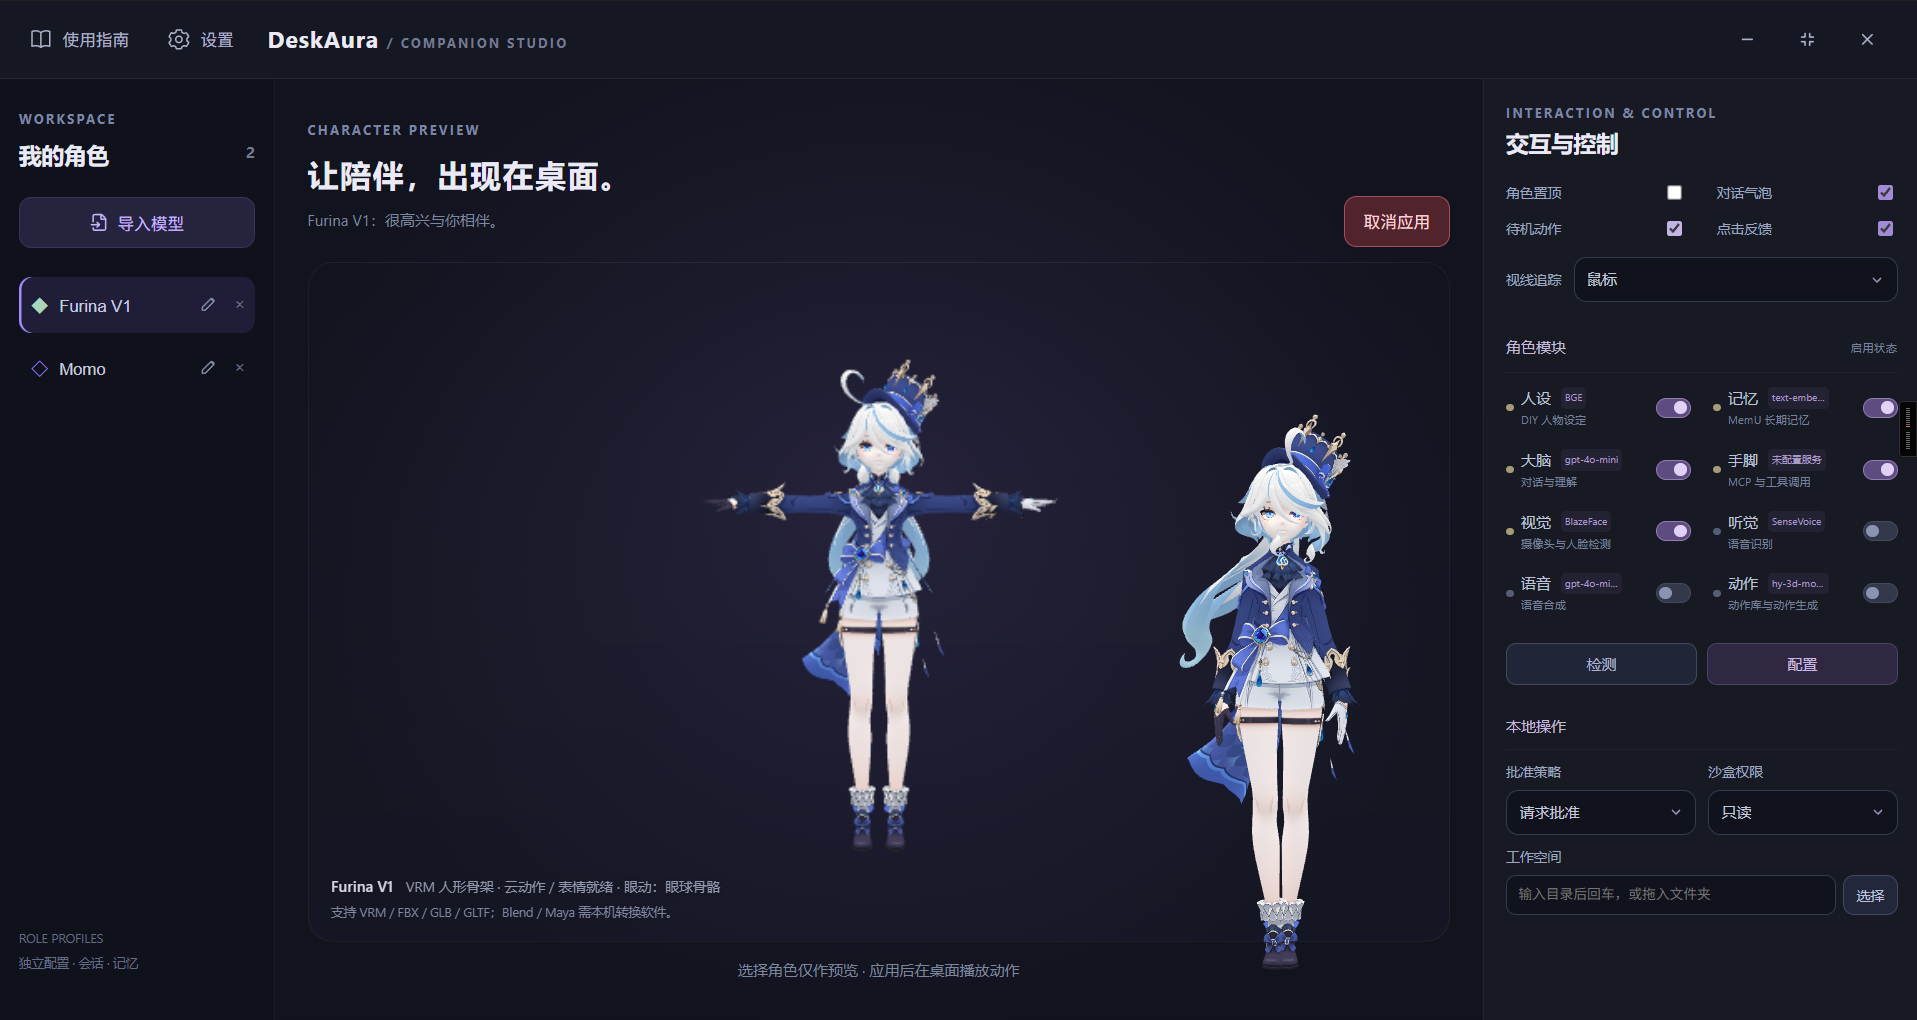 使用指南
设置
DeskAura / COMPANION STUDIO
WORKSPACE
我的角色
2
导入模型
Furina V1
Momo
ROLE PROFILES
独立配置 · 会话 · 记忆
CHARACTER PREVIEW
让陪伴，出现在桌面。
Furina V1：很高兴与你相伴。
取消应用
Furina V1 VRM 人形骨架 · 云动作 / 表情就绪 · 眼动：眼球骨骼
支持 VRM / FBX / GLB / GLTF；Blend / Maya 需本机转换软件。
选择角色仅作预览 · 应用后在桌面播放动作
INTERACTION & CONTROL
交互与控制
角色置顶
对话气泡
待机动作
点击反馈
视线追踪
鼠标
角色模块
启用状态
人设 BGE
DIY 人物设定
记忆 text-embe...
MemU 长期记忆
大脑 gpt-4o-mini
对话与理解
手脚 未配置服务
MCP 与工具调用
视觉 BlazeFace
摄像头与人脸检测
听觉 SenseVoice
语音识别
语音 gpt-4o-mi...
语音合成
动作 hy-3d-mo...
动作库与动作生成
检测
配置
本地操作
批准策略
沙盒权限
请求批准
只读
工作空间
输入目录后回车，或拖入文件夹
选择